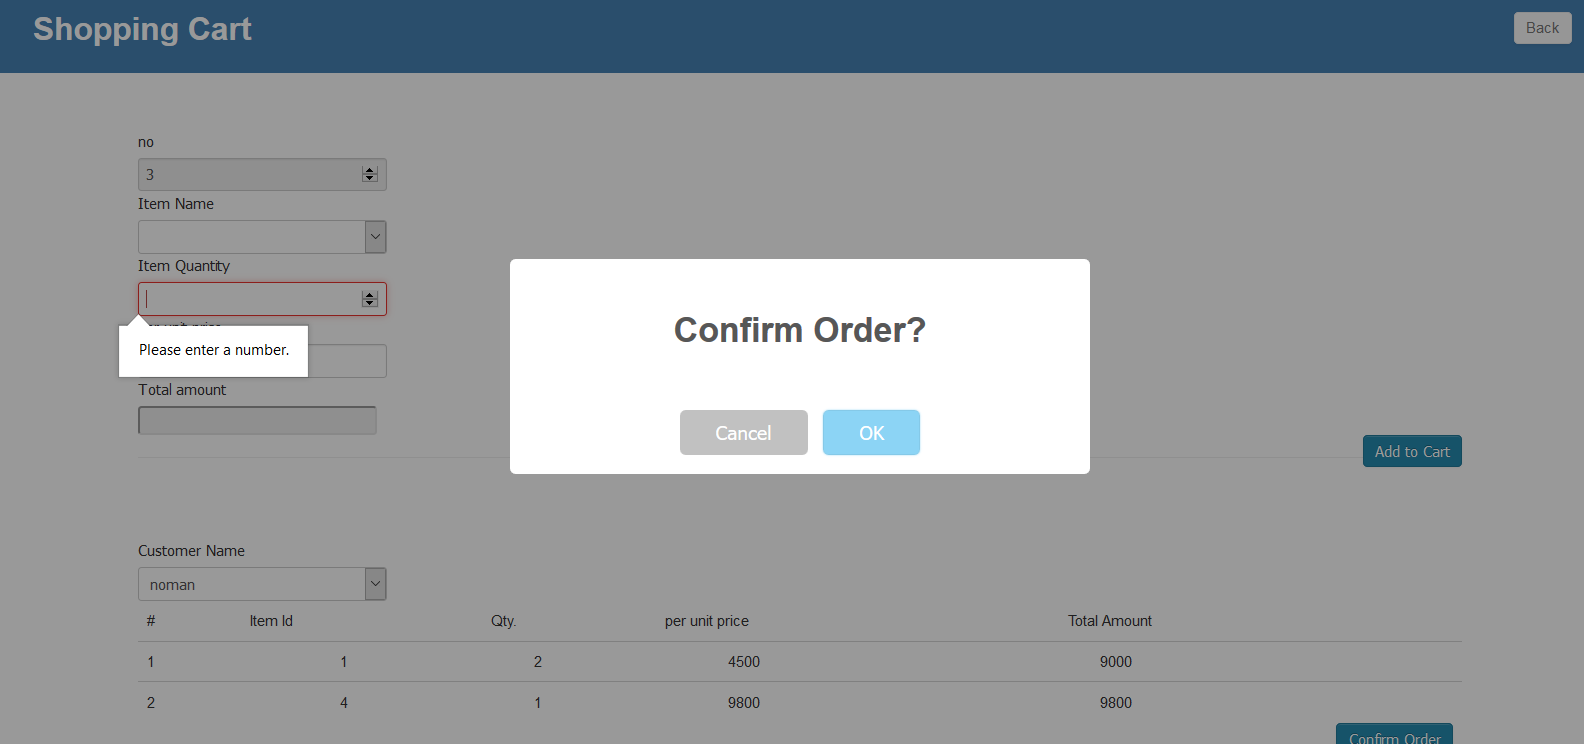 Shopping Cart
Back
no
3
Item Name
Item Quantity
Please enter a number.
Total amount
Confirm Order?
Cancel OK
Add to Cart
Customer Name
noman
# Item Id Qty. per unit price Total Amount
1 1 2 4500 9000
2 4 1 9800 9800
Confirm Order